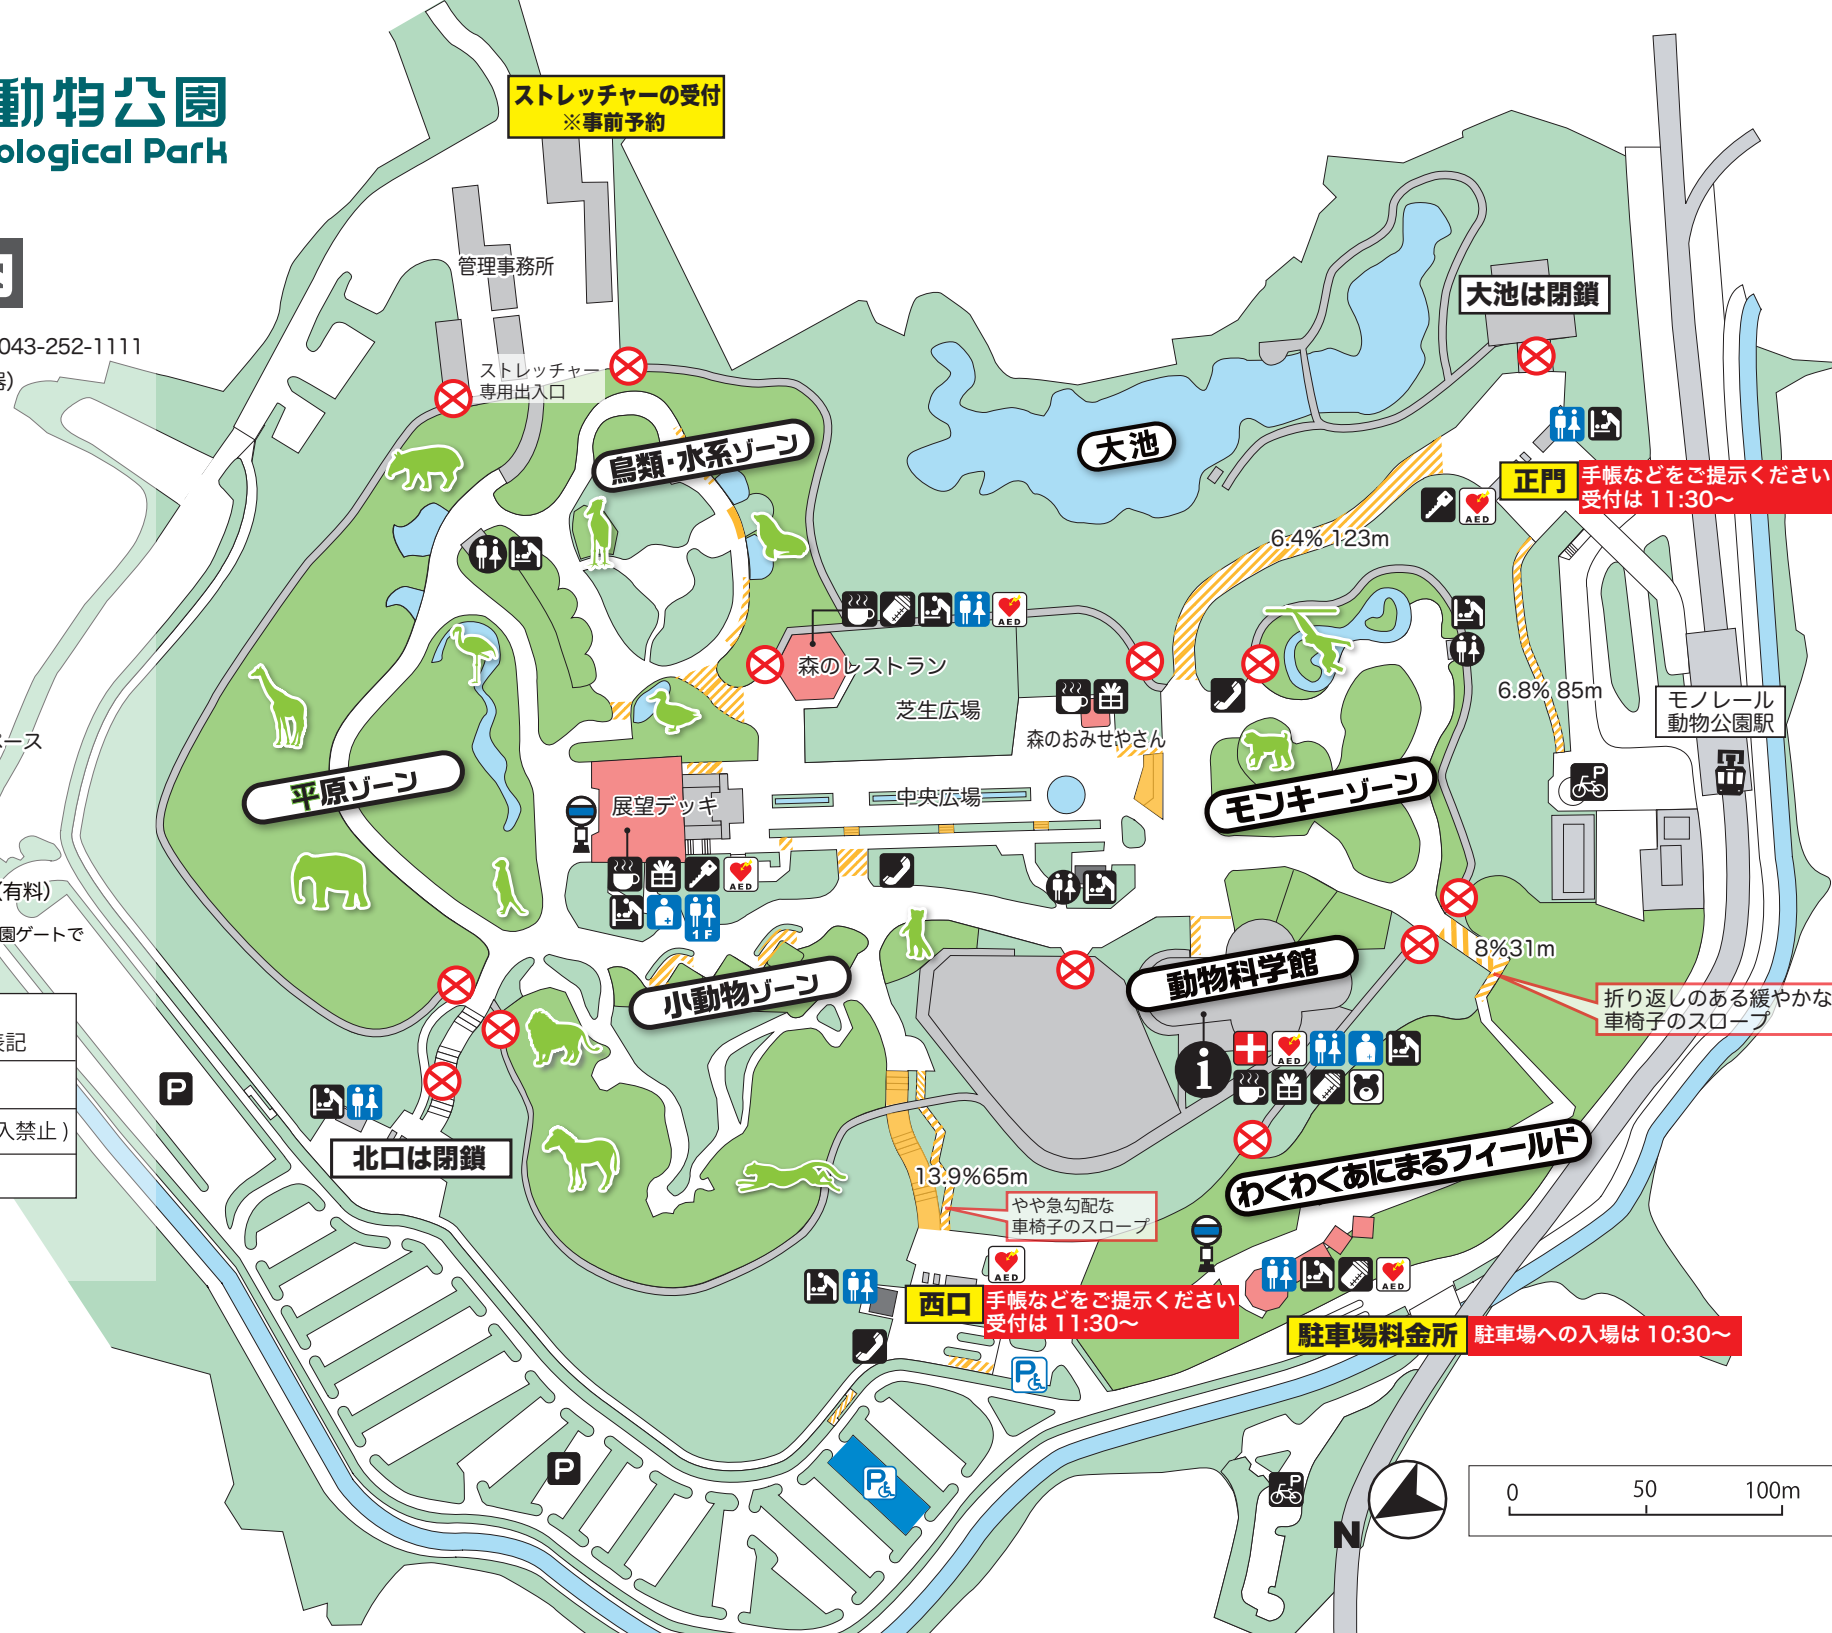 動物公園
ological Park
内
ストレッチャーの受付
※事前予約
管理事務所
043-252-1111
ストレッチャー
専用出入口
鳥類・水系ゾーン
大池
大池は閉鎖
正門
手帳などをご提示ください
受付は 11:30～
AED
6.4% 123m
AED
森のレストラン
芝生広場
森のおみせやさん
6.8% 85m
モノレール
動物公園駅
P
ース
平原ゾーン
展望デッキ
中央広場
モンキーゾーン
AED
1F
(有料)
園ゲートで
小動物ゾーン
動物科学館
8%31m
折り返しのある緩やかな
車椅子のスロープ
表記
入禁止)
P
i
AED
北口は閉鎖
13.9%65m
やや急勾配な
車椅子のスロープ
わくわくあにまるフィールド
AED
AED
西口
手帳などをご提示ください
受付は 11:30～
駐車場料金所
駐車場への入場は 10:30～
P
P
P
P
N
0 50 100m